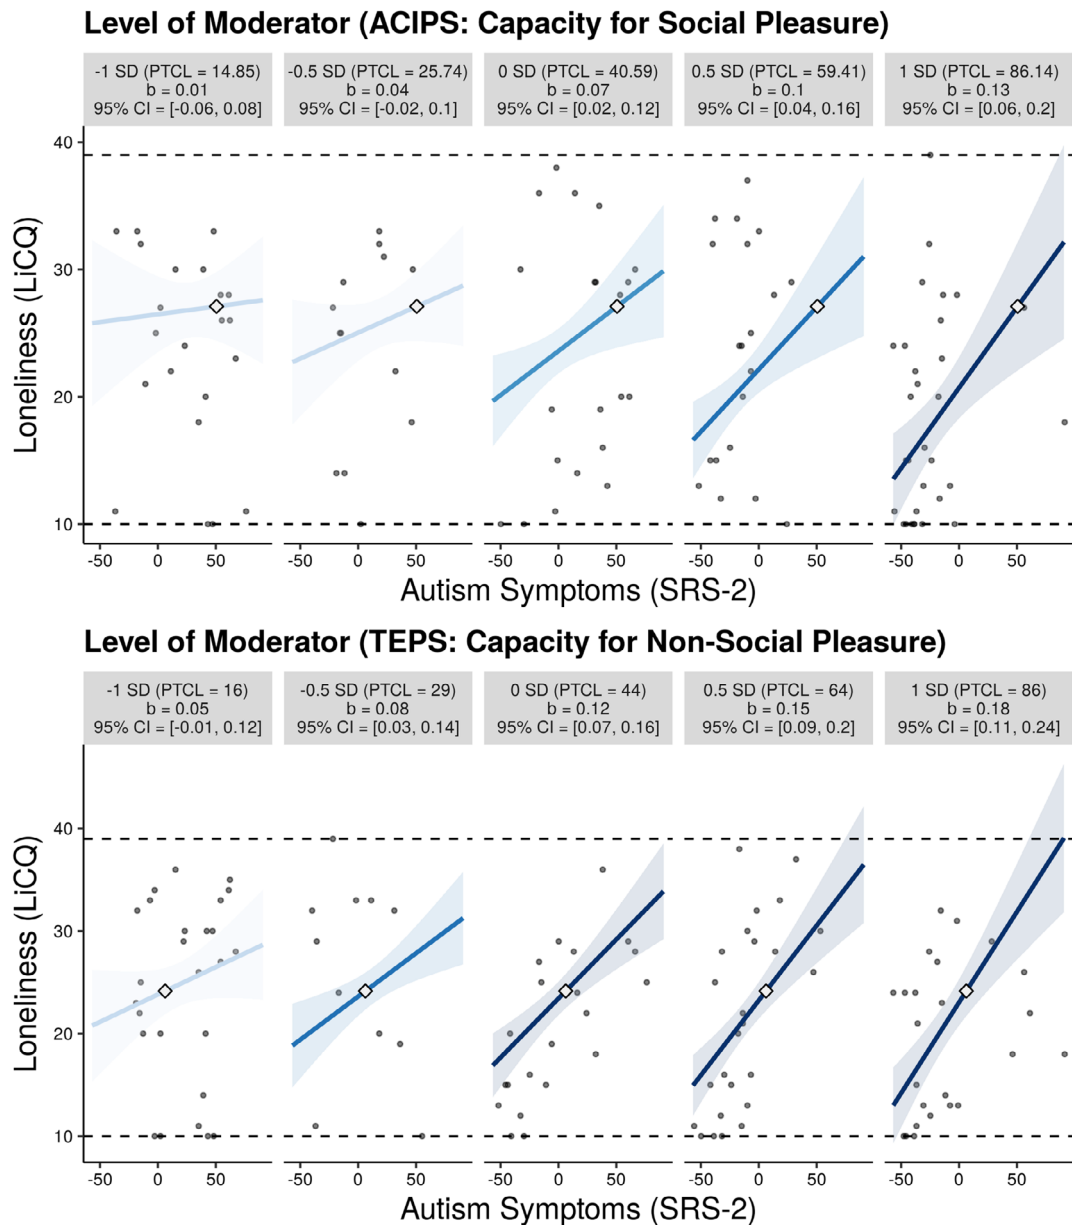 Level of Moderator (ACIPS: Capacity for Social Pleasure)
-1 SD (PTCL = 14.85)
b = 0.01
95% CI = [-0.06, 0.08]
-0.5 SD (PTCL = 25.74)
b = 0.04
95% CI = [-0.02, 0.1]
0 SD (PTCL = 40.59)
b = 0.07
95% CI = [0.02, 0.12]
0.5 SD (PTCL = 59.41)
b = 0.1
95% CI = [0.04, 0.16]
1 SD (PTCL = 86.14)
b = 0.13
95% CI = [0.06, 0.2]
Loneliness (LiCQ)
40
30
20
10
-50 0 50
-50 0 50
-50 0 50
-50 0 50
-50 0 50
Autism Symptoms (SRS-2)
Level of Moderator (TEPS: Capacity for Non-Social Pleasure)
-1 SD (PTCL = 16)
b = 0.05
95% CI = [-0.01, 0.12]
-0.5 SD (PTCL = 29)
b = 0.08
95% CI = [0.03, 0.14]
0 SD (PTCL = 44)
b = 0.12
95% CI = [0.07, 0.16]
0.5 SD (PTCL = 64)
b = 0.15
95% CI = [0.09, 0.2]
1 SD (PTCL = 86)
b = 0.18
95% CI = [0.11, 0.24]
Loneliness (LiCQ)
40
30
20
10
-50 0 50
-50 0 50
-50 0 50
-50 0 50
-50 0 50
Autism Symptoms (SRS-2)